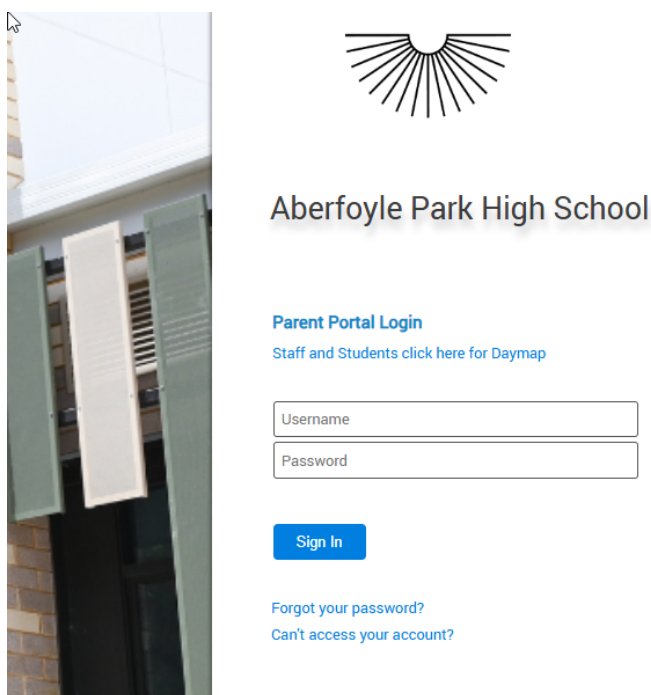 Aberfoyle Park High School
Parent Portal Login
Staff and Students click here for Daymap
Username
Password
Sign In
Forgot your password?
Can't access your account?